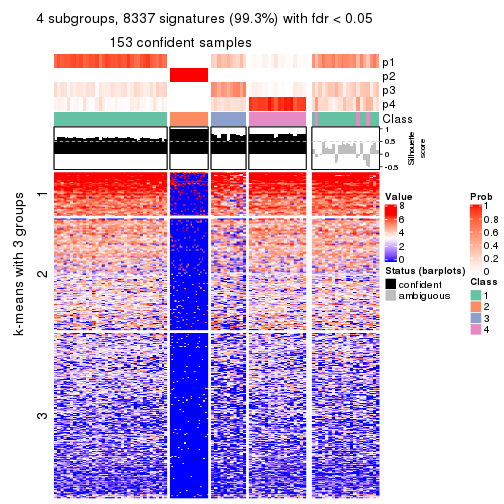 4 subgroups, 8337 signatures (99.3%) with fdr < 0.05
153 confident samples
p1
p2
p3
p4
Class
1
0.5
0
-0.5
Silhouette
score
k-means with 3 groups
1
2
3
Value
8
6
4
2
0
Prob
1
0.8
0.6
0.4
0.2
0
Status (barplots)
confident
ambiguous
Class
1
2
3
4